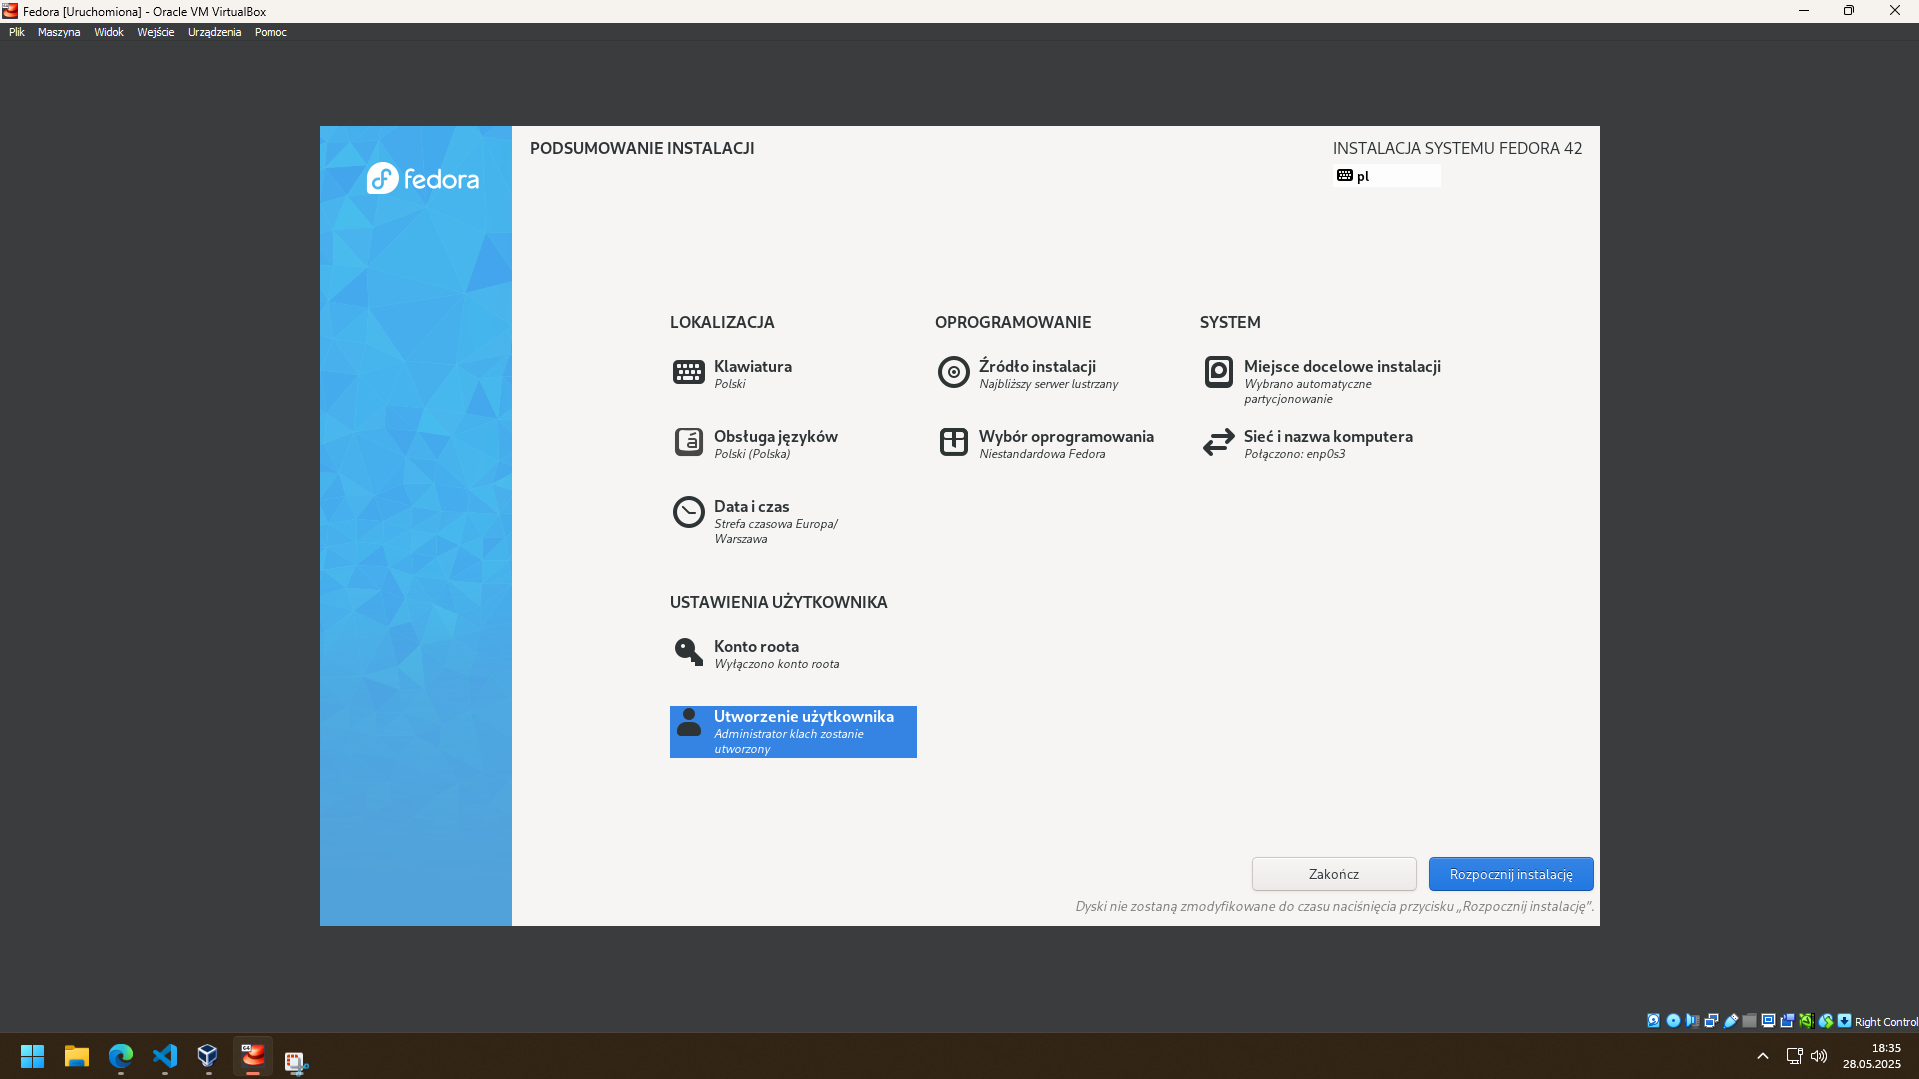 Fedora [Uruchomiona] - Oracle VM VirtualBox
Plik Maszyna Widok Wejście Urządzenia Pomoc
fedora
PODSUMOWANIE INSTALACJI
INSTALACJA SYSTEMU FEDORA 42
pl
LOKALIZACJA
Klawiatura
Polski
Obsługa języków
Polski (Polska)
Data i czas
Strefa czasowa Europa/
Warszawa
OPROGRAMOWANIE
Źródło instalacji
Najbliższy serwer lustrzany
Wybór oprogramowania
Niestandardowa Fedora
SYSTEM
Miejsce docelowe instalacji
Wybrano automatyczne
partycjonowanie
Sieć i nazwa komputera
Połączono: enp0s3
USTAWIENIA UŻYTKOWNIKA
Konto roota
Wyłączono konto roota
Utworzenie użytkownika
Administrator klach zostanie
utworzony
Zakończ
Rozpocznij instalację
Dyski nie zostaną zmodyfikowane do czasu naciśnięcia przycisku „Rozpocznij instalację”.
Right Control
18:35
28.05.2025